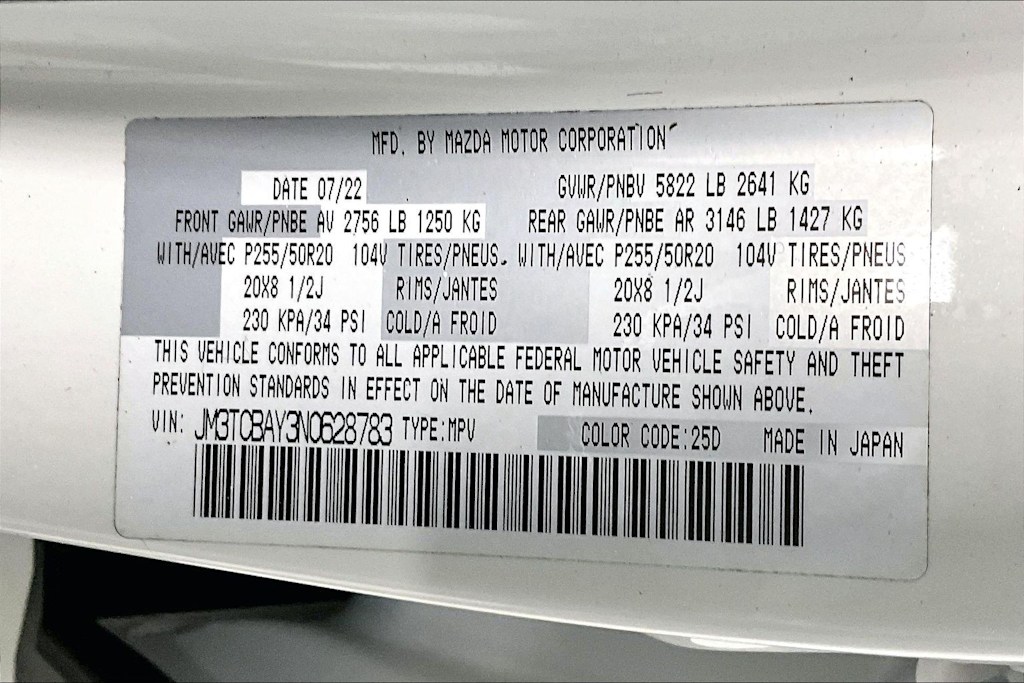 MFD. BY MAZDA MOTOR CORPORATION
DATE 07/22 GVWR/PNBV 5822 LB 2641 KG
FRONT GAWR/PNBE AV 2756 LB 1250 KG REAR GAWR/PNBE AR 3146 LB 1427 KG
WITH/AVEC P255/50R20 104V TIRES/PNEUS. WITH/AVEC P255/50R20 104V TIRES/PNEUS
20X8 1/2J RIMS/JANTES 20X8 1/2J RIMS/JANTES
230 KPA/34 PSI COLD/A FROID 230 KPA/34 PSI COLD/A FROID
THIS VEHICLE CONFORMS TO ALL APPLICABLE FEDERAL MOTOR VEHICLE SAFETY AND THEFT
PREVENTION STANDARDS IN EFFECT ON THE DATE OF MANUFACTURE SHOWN ABOVE.
VIN: JM3TCBAY3N0628783 TYPE:MPV COLOR CODE:25D MADE IN JAPAN